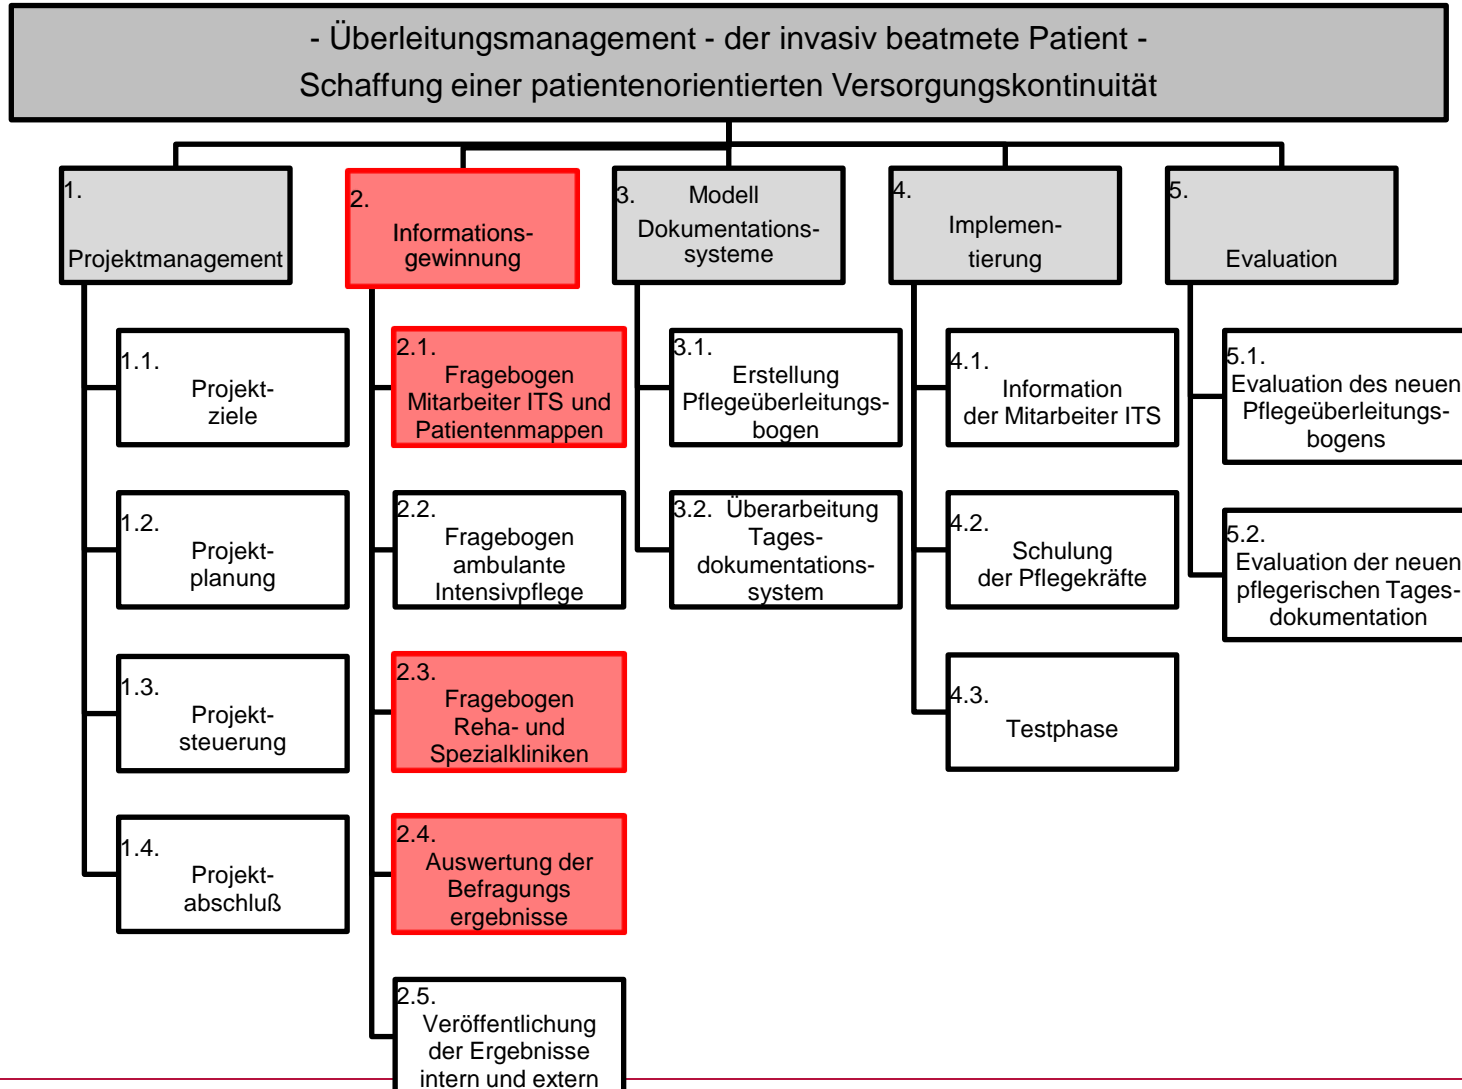 - Überleitungsmanagement - der invasiv beatmete Patient -
Schaffung einer patientenorientierten Versorgungskontinuität
1.
Projektmanagement
1.1.
Projekt-
ziele
1.2.
Projekt-
planung
1.3.
Projekt-
steuerung
1.4.
Projekt-
abschluß
2.
Informations-
gewinnung
2.1.
Fragebogen
Mitarbeiter ITS und
Patientenmappen
2.2.
Fragebogen
ambulante
Intensivpflege
2.3.
Fragebogen
Reha- und
Spezialkliniken
2.4.
Auswertung der
Befragungs
ergebnisse
2.5.
Veröffentlichung
der Ergebnisse
intern und extern
3. Modell
Dokumentations-
systeme
3.1.
Erstellung
Pflegeüberleitungs-
bogen
3.2. Überarbeitung
Tages-
dokumentations-
system
4.
Implemen-
tierung
4.1.
Information
der Mitarbeiter ITS
4.2.
Schulung
der Pflegekräfte
4.3.
Testphase
5.
Evaluation
5.1.
Evaluation des neuen
Pflegeüberleitungs-
bogens
5.2.
Evaluation der neuen
pflegerischen Tages-
dokumentation